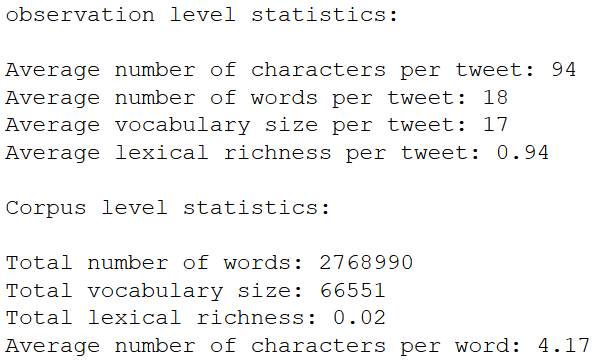 observation level statistics:
Average number of characters per tweet: 94
Average number of words per tweet: 18
Average vocabulary size per tweet: 17
Average lexical richness per tweet: 0.94
Corpus level statistics:
Total number of words: 2768990
Total vocabulary size: 66551
Total lexical richness: 0.02
Average number of characters per word: 4.17